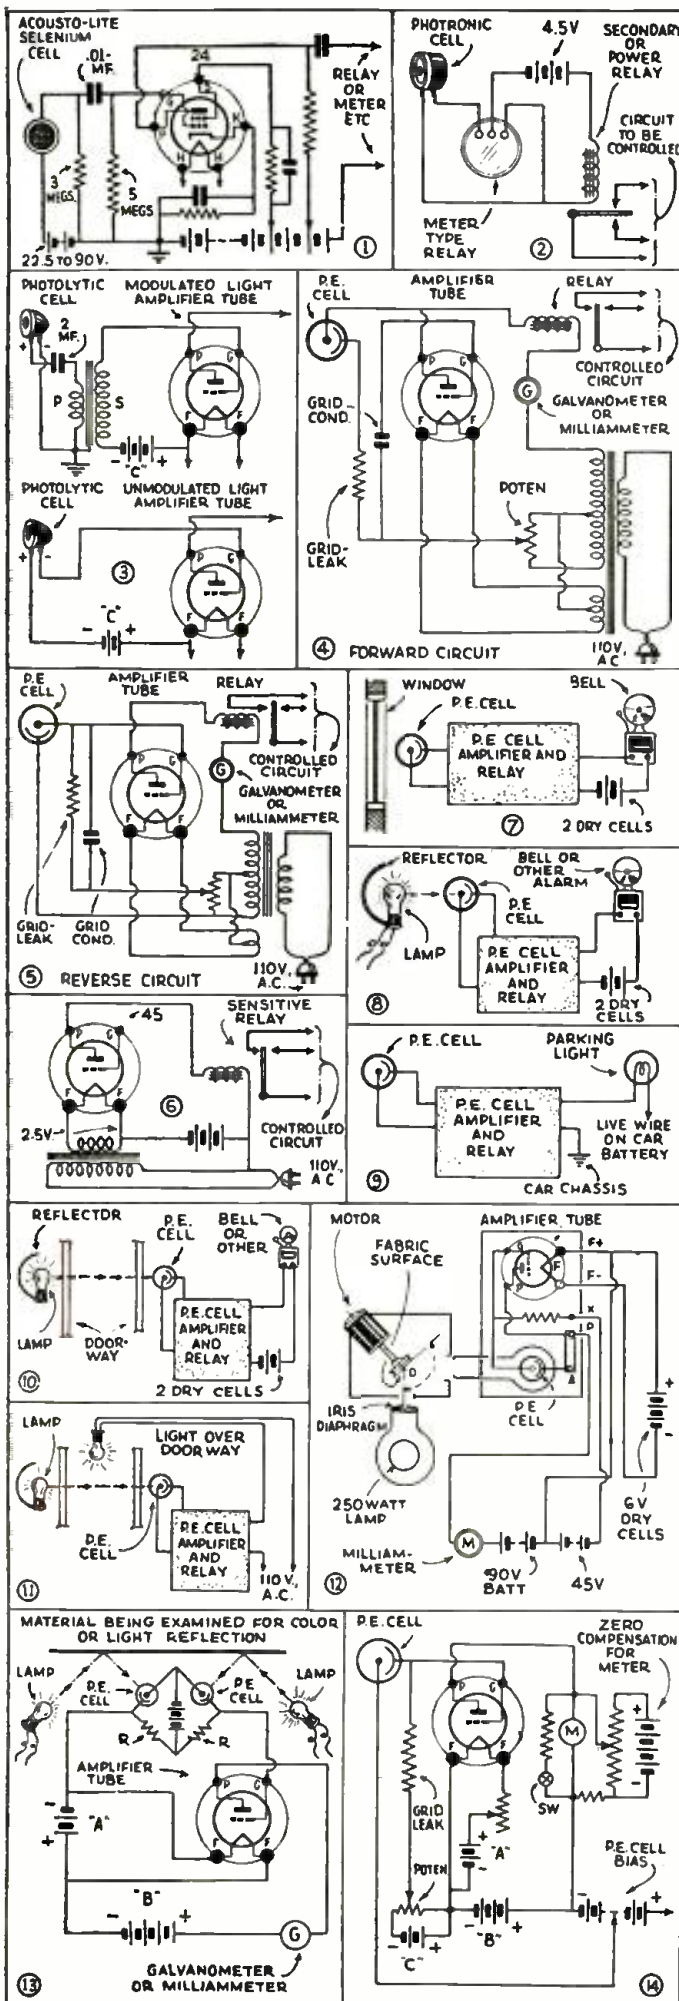 ACOUSTO-LITE
SELENIUM
CELL
.01-
MF.
24
G
P
K
H
H
3
MEGS.
5
MEGS
22.5 TO 90 V.
RELAY
OR
METER
ETC
1
PHOTRONIC
CELL
4.5V
SECONDARY
OR
POWER
RELAY
CIRCUIT
TO BE
CONTROLLED
METER
TYPE
RELAY
2
PHOTOLYTIC
CELL
MODULATED LIGHT
AMPLIFIER TUBE
+
-
2
MF.
P
S
P
G
F
F
- "C" +
PHOTOLYTIC
CELL
UNMODULATED LIGHT
AMPLIFIER TUBE
+
-
3
P
G
F
F
"C"
- +
P.E.
CELL
AMPLIFIER
TUBE
RELAY
P
G
F
F
CONTROLLED
CIRCUIT
G
GALVANOMETER
OR
MILLIAMMETER
GRID
COND.
GRID-
LEAK
POTEN
4
FORWARD CIRCUIT
110V,
A C
P.E
CELL
AMPLIFIER
TUBE
RELAY
P
G
F
F
CONTROLLED
CIRCUIT
G
GALVANOMETER
OR
MILLIAMMETER
GRID-
LEAK
GRID
COND.
5
REVERSE CIRCUIT
110V,
A.C.
45
P
G
F
F
SENSITIVE
RELAY
6
2.5V.
CONTROLLED
CIRCUIT
110V,
A C
WINDOW
P.E.CELL
BELL
P.E CELL
AMPLIFIER AND
RELAY
7
2 DRY CELLS
REFLECTOR
BELL OR
OTHER
ALARM
P.E
CELL
LAMP
P.E CELL
AMPLIFIER
AND
RELAY
8
2 DRY
CELLS
P.E.CELL
PARKING
LIGHT
P.E. CELL
AMPLIFIER
AND
RELAY
LIVE WIRE
ON CAR
BATTERY
9
CAR CHASSIS
REFLECTOR
P.E.
CELL
BELL
OR
OTHER
LAMP
DOOR-
WAY
P.E.CELL
AMPLIFIER
AND
RELAY
10
2 DRY CELLS
LAMP
LIGHT OVER
DOORWAY
P.E.
CELL
P.E CELL
AMPLIFIER
AND
RELAY
11
110V,
A.C.
MOTOR
AMPLIFIER TUBE
FABRIC
SURFACE
F+
F
F-
X
P
D
P.E
CELL
IRIS
DIAPHRAGM
250 WATT
LAMP
+
-
6V
DRY
CELLS
12
MILLIAM-
METER
M
90V
BATT
45V
MATERIAL BEING EXAMINED FOR COLOR
OR LIGHT REFLECTION
LAMP
P.E
CELL
P.E
CELL
LAMP
R
R
AMPLIFIER
TUBE
P
G
F
F
-
+
"A"
"B"
- +
G
13
GALVANOMETER
OR MILLIAMMETER
P.E.CELL
ZERO
COMPENSATION
FOR
METER
P
G
F
F
M
+
-
SW
GRID
LEAK
+
-
"A"
POTEN
P.E.CELL
BIAS
- "B" +
- +
- "C" +
14